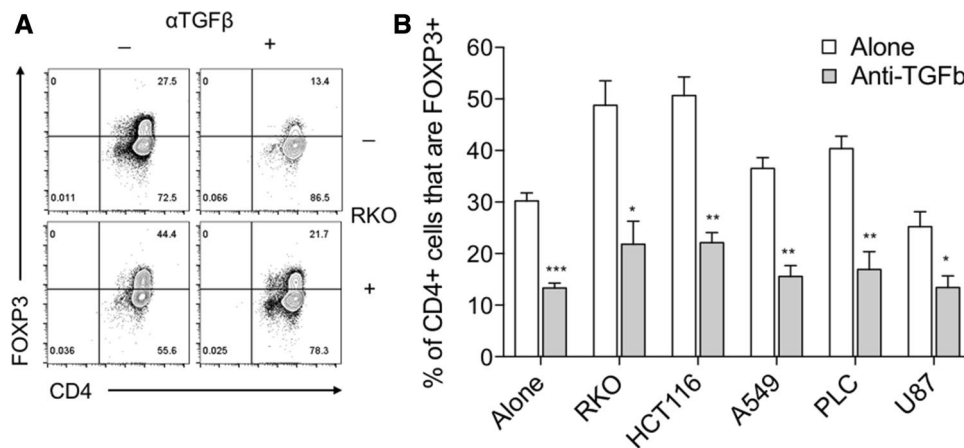 A
αTGFβ
– +
0 27.5 0 13.4
–
0.011 72.5 0.066 86.5
RKO
0 44.4 0 21.7
+
0.036 55.6 0.025 78.3
FOXP3
CD4
B
Alone
Anti-TGFb
% of CD4+ cells that are FOXP3+
60
50
40
30
20
10
0
*** * ** ** ** *
Alone RKO HCT116 A549 PLC U87